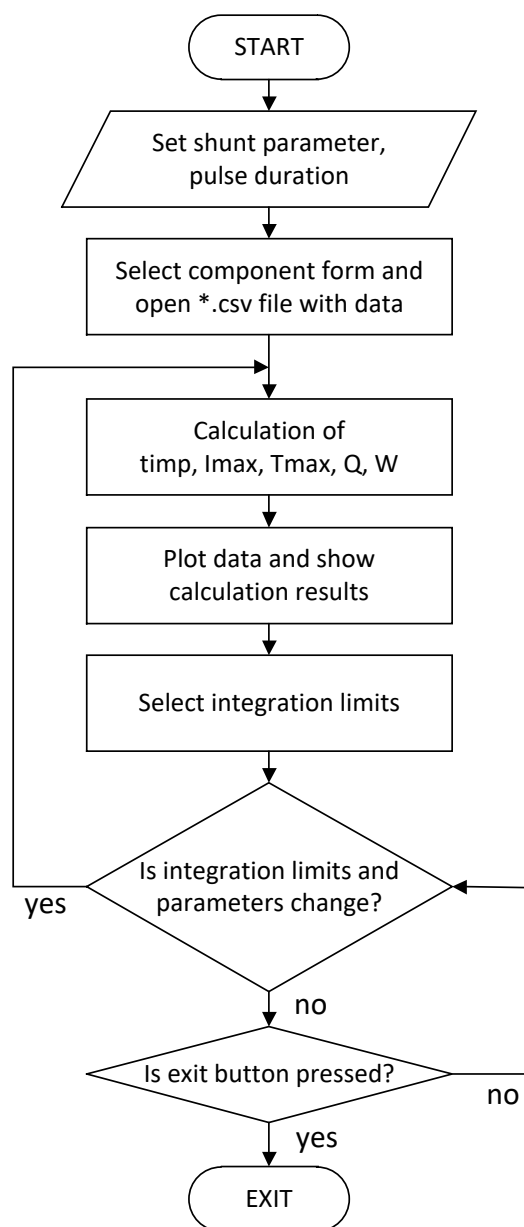 START
Set shunt parameter,
pulse duration
Select component form and
open *.csv file with data
Calculation of
timp, Imax, Tmax, Q, W
Plot data and show
calculation results
Select integration limits
Is integration limits and
parameters change?
yes
no
Is exit button pressed?
no
yes
EXIT